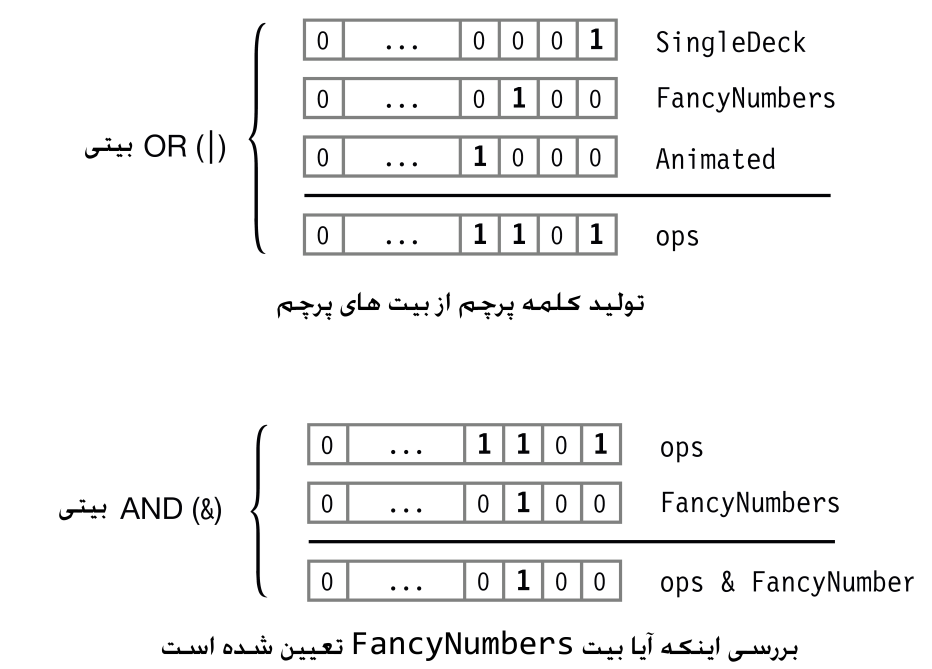 0 ... 0 0 0 1 SingleDeck
0 ... 0 1 0 0 FancyNumbers
بیتی OR (|)
0 ... 1 0 0 0 Animated
0 ... 1 1 0 1 ops
تولید کلمه پرچم از بیت های پرچم
0 ... 1 1 0 1 ops
0 ... 0 1 0 0 FancyNumbers
بیتی AND (&)
0 ... 0 1 0 0 ops & FancyNumber
بررسی اینکه آیا بیت FancyNumbers تعیین شده است